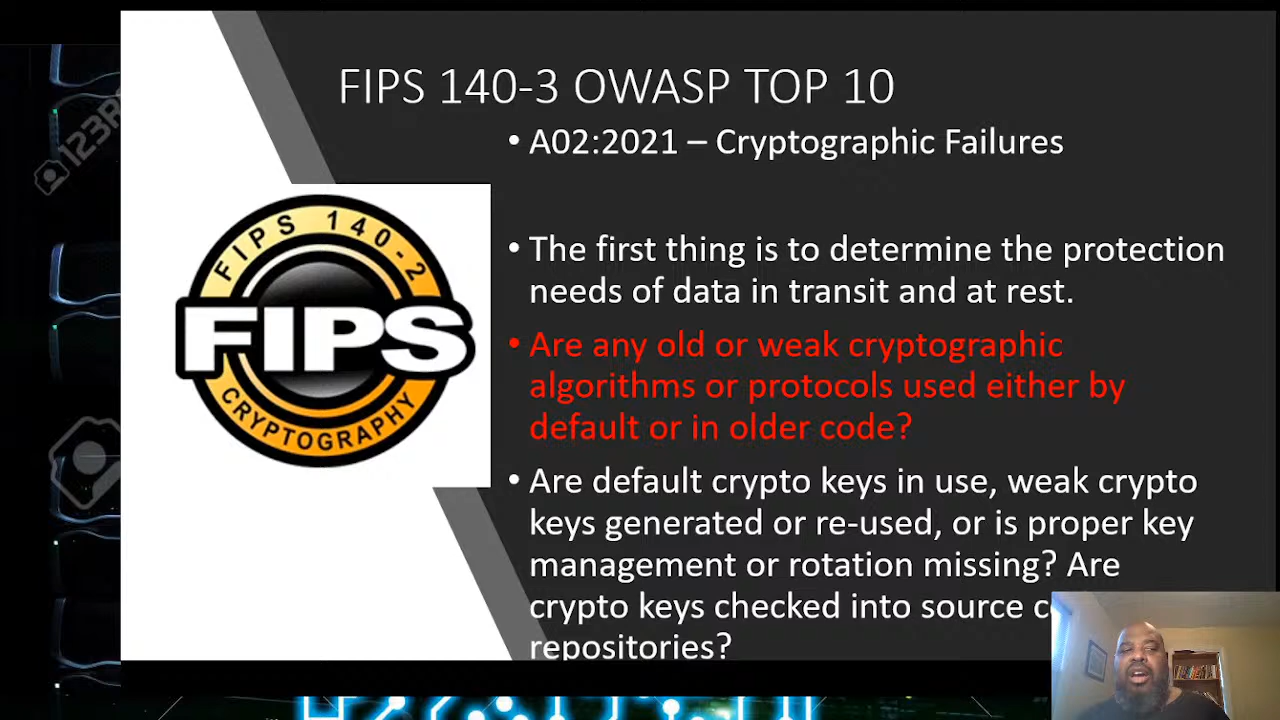 FIPS 140-3 OWASP TOP 10
• A02:2021 – Cryptographic Failures
• The first thing is to determine the protection
needs of data in transit and at rest.
• Are any old or weak cryptographic
algorithms or protocols used either by
default or in older code?
• Are default crypto keys in use, weak crypto
keys generated or re-used, or is proper key
management or rotation missing? Are
crypto keys checked into source
repositories?
FIPS 140-2
FIPS
CRYPTOGRAPHY